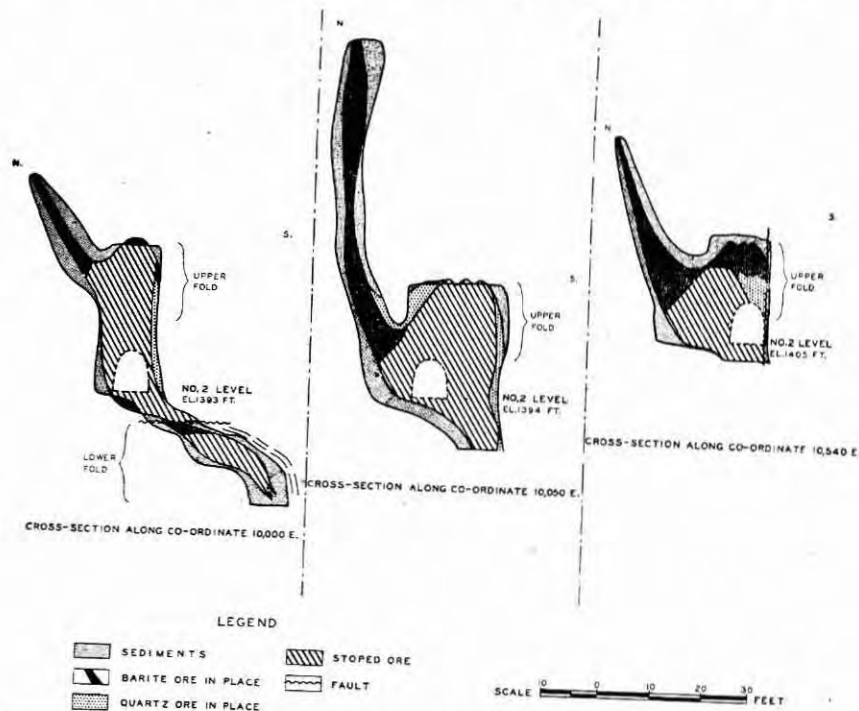 N.
S.
UPPER
FOLD
NO. 2 LEVEL
EL.1393 FT.
LOWER
FOLD
CROSS-SECTION ALONG CO-ORDINATE 10,000 E.
N
S.
UPPER
FOLD
NO. 2 LEVEL
EL.1394 FT.
CROSS-SECTION ALONG CO-ORDINATE 10,050 E.
N
S.
UPPER
FOLD
NO. 2 LEVEL
EL.1405 FT.
CROSS-SECTION ALONG CO-ORDINATE 10,540 E
LEGEND
SEDIMENTS
BARITE ORE IN PLACE
QUARTZ ORE IN PLACE
STOPED ORE
FAULT
SCALE 10 0 10 20 30 FEET